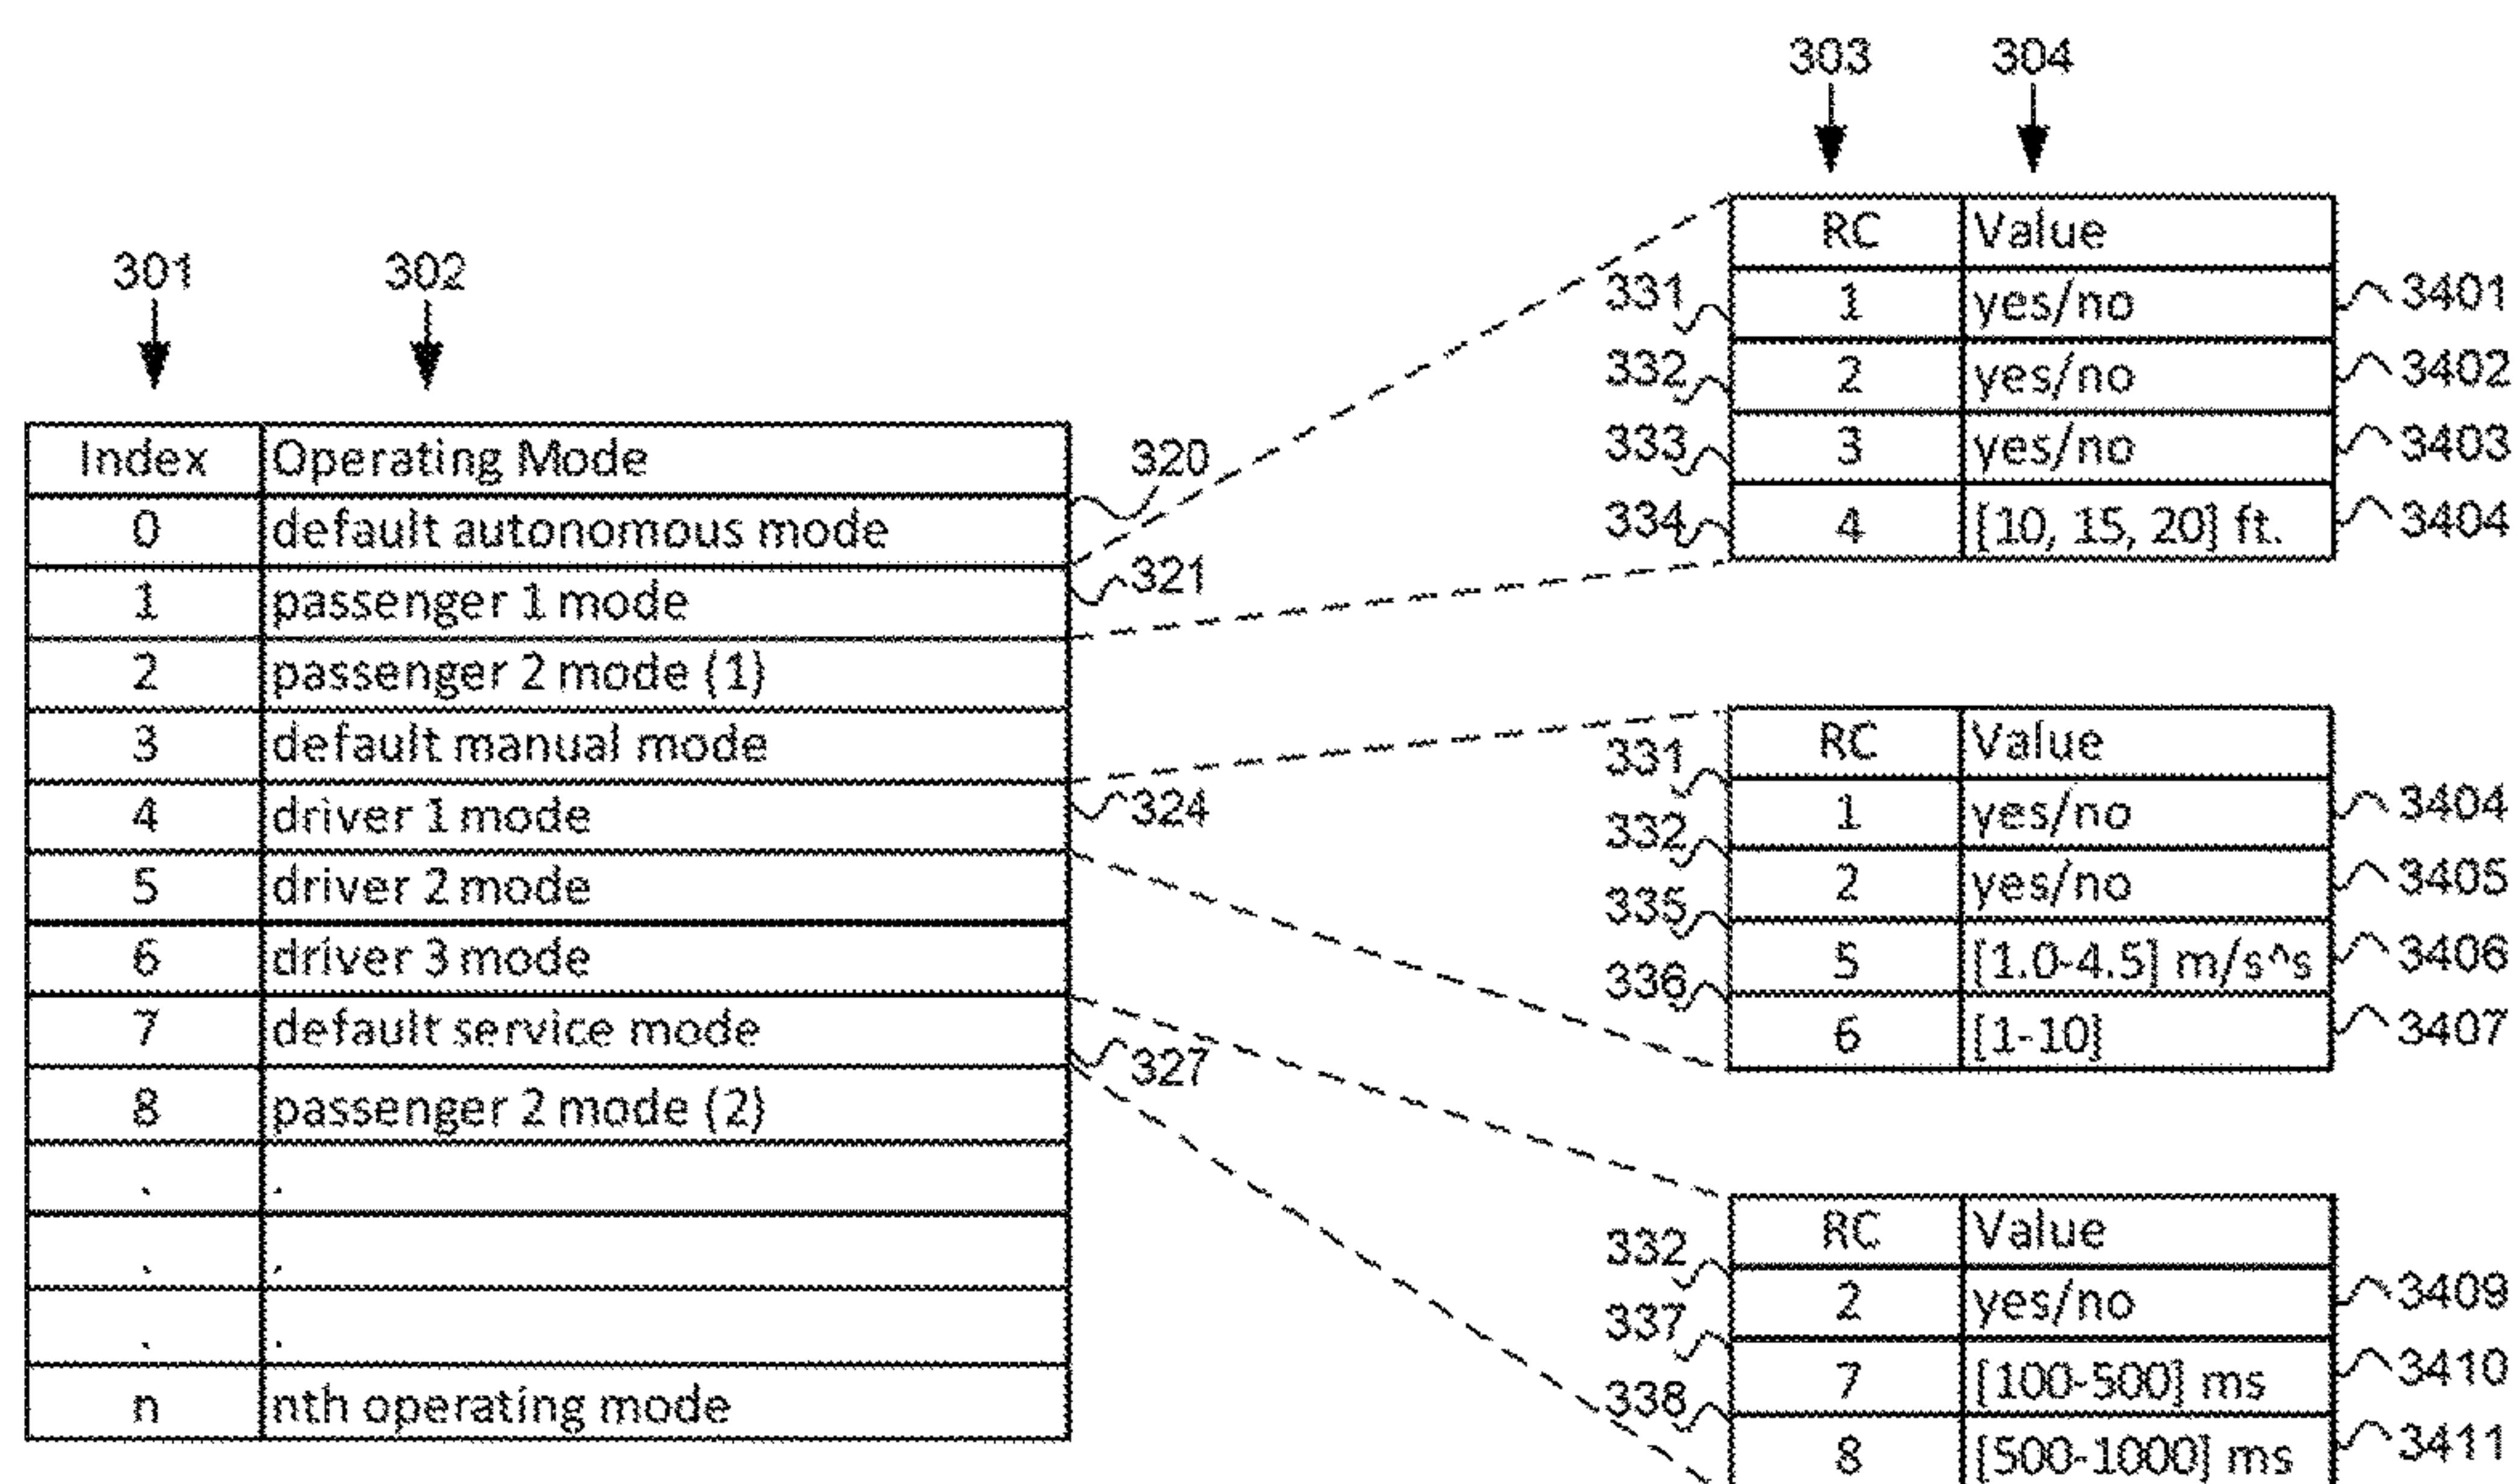 303 304
RC Value
301 302
331 1 yes/no 3401
332 2 yes/no 3402
333 3 yes/no 3403
334 4 [10, 15, 20] ft. 3404
Index Operating Mode
320
0 default autonomous mode
321
1 passenger 1 mode
2 passenger 2 mode (1)
3 default manual mode
4 driver 1 mode
324
5 driver 2 mode
6 driver 3 mode
7 default service mode
327
8 passenger 2 mode (2)
. .
. .
. .
n nth operating mode
RC Value
331 1 yes/no 3404
332 2 yes/no 3405
335 5 [1.0-4.5] m/s^s 3406
336 6 [1-10] 3407
RC Value
332 2 yes/no 3409
337 7 [100-500] ms 3410
338 8 [500-1000] ms 3411